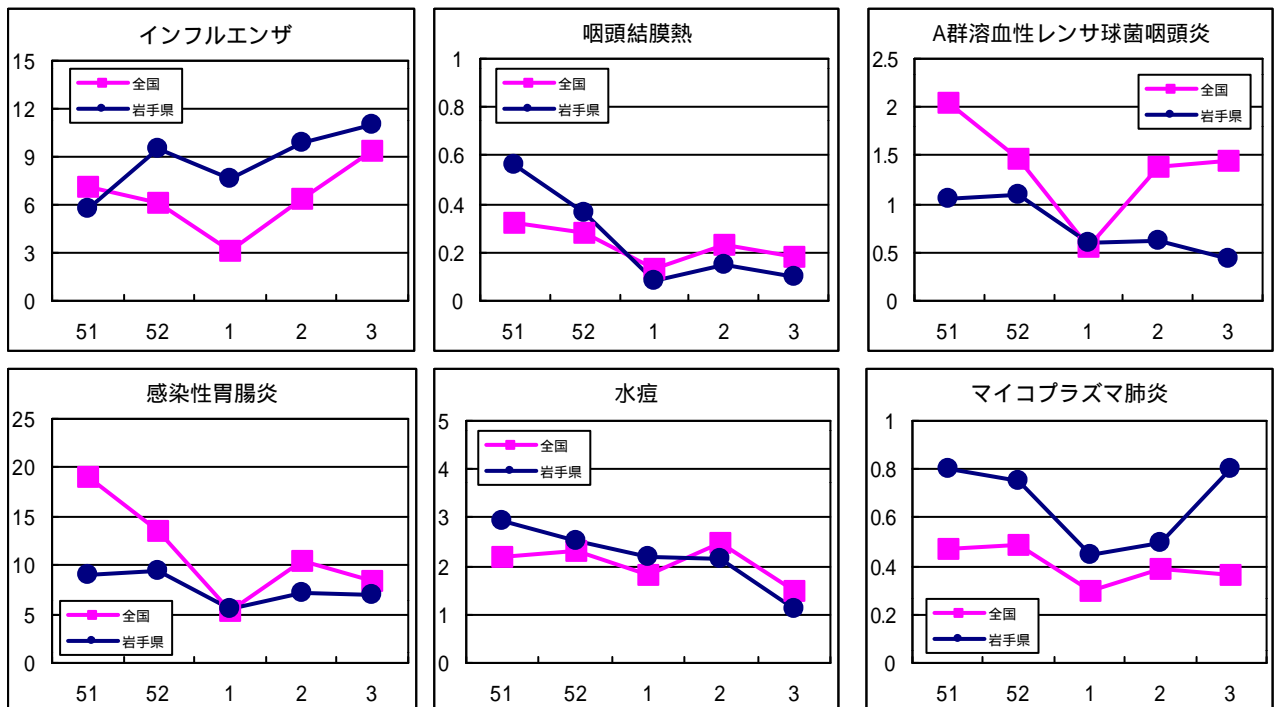 インフルエンザ
15
12
9
6
3
0
全国
岩手県
51 52 1 2 3
咽頭結膜熱
1
0.8
0.6
0.4
0.2
0
全国
岩手県
51 52 1 2 3
A群溶血性レンサ球菌咽頭炎
2.5
2
1.5
1
0.5
0
全国
岩手県
51 52 1 2 3
感染性胃腸炎
25
20
15
10
5
0
全国
岩手県
51 52 1 2 3
水痘
5
4
3
2
1
0
全国
岩手県
51 52 1 2 3
マイコプラズマ肺炎
1
0.8
0.6
0.4
0.2
0
全国
岩手県
51 52 1 2 3